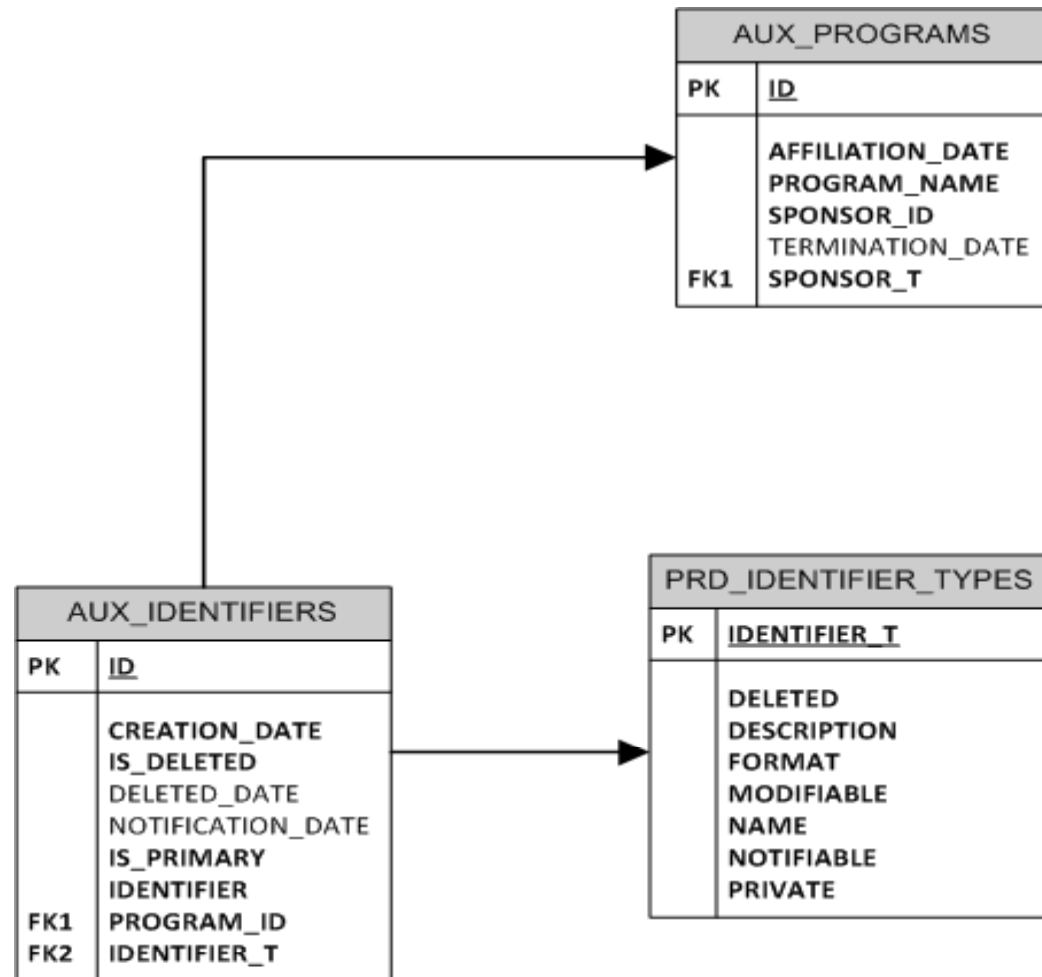 AUX_PROGRAMS
PK ID
AFFILIATION_DATE
PROGRAM_NAME
SPONSOR_ID
TERMINATION_DATE
FK1 SPONSOR_T
AUX_IDENTIFIERS
PK ID
CREATION_DATE
IS_DELETED
DELETED_DATE
NOTIFICATION_DATE
IS_PRIMARY
IDENTIFIER
FK1 PROGRAM_ID
FK2 IDENTIFIER_T
PRD_IDENTIFIER_TYPES
PK IDENTIFIER_T
DELETED
DESCRIPTION
FORMAT
MODIFIABLE
NAME
NOTIFIABLE
PRIVATE